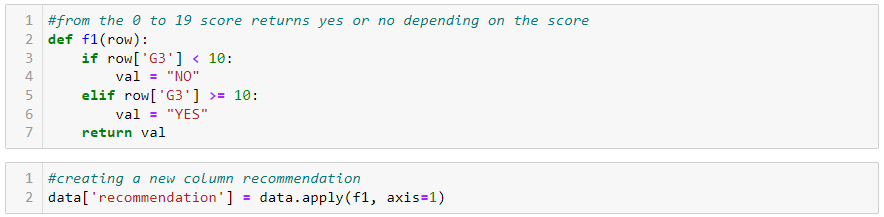 1 #from the 0 to 19 score returns yes or no depending on the score
2 def f1(row):
3     if row['G3'] < 10:
4         val = "NO"
5     elif row['G3'] >= 10:
6         val = "YES"
7     return val
1 #creating a new column recommendation
2 data['recommendation'] = data.apply(f1, axis=1)